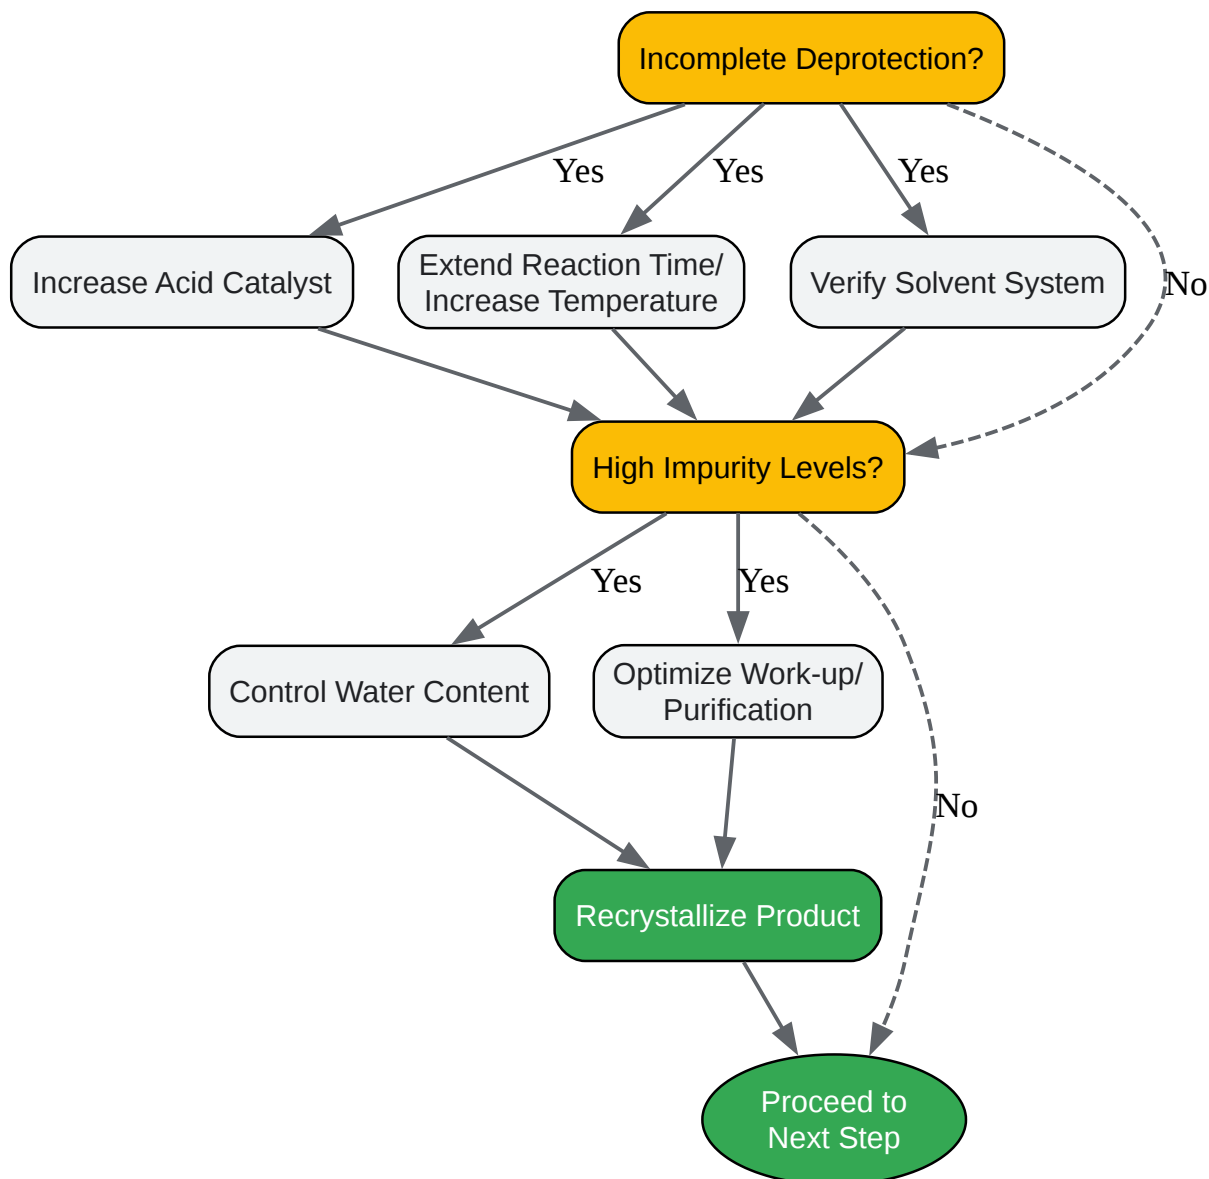 Incomplete Deprotection?
Yes
Yes
Yes
Increase Acid Catalyst
Extend Reaction Time/
Increase Temperature
Verify Solvent System
No
High Impurity Levels?
Yes
Yes
Control Water Content
Optimize Work-up/
Purification
No
Recrystallize Product
Proceed to
Next Step